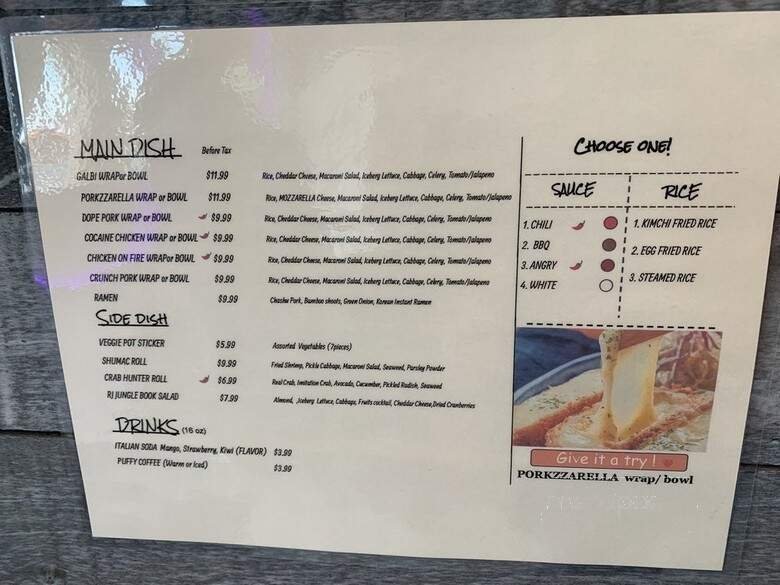 MAIN DISH Before Tax
GALBI WRAPor BOWL $11.99 Rice, Cheddar Cheese, Macaroni Salad, Iceberg Lettuce, Cabbage, Celery, Tomato/Jalapeno
PORKZZARELLA WRAP or BOWL $11.99 Rice, MOZZARELLA Cheese, Macaroni Salad, Iceberg Lettuce, Cabbage, Celery, Tomato/Jalapeno
DOPE PORK WRAP or BOWL $9.99 Rice, Cheddar Cheese, Macaroni Salad, Iceberg Lettuce, Cabbage, Celery, Tomato/Jalapeno
COCAINE CHICKEN WRAP or BOWL $9.99 Rice, Cheddar Cheese, Macaroni Salad, Iceberg Lettuce, Cabbage, Celery, Tomato/Jalapeno
CHICKEN ON FIRE WRAPor BOWL $9.99 Rice, Cheddar Cheese, Macaroni Salad, Iceberg Lettuce, Cabbage, Celery, Tomato/Jalapeno
CRUNCH PORK WRAP or BOWL $9.99 Rice, Cheddar Cheese, Macaroni Salad, Iceberg Lettuce, Cabbage, Celery, Tomato/Jalapeno
RAMEN $9.99 Chashu Pork, Bamboo shoots, Green Onion, Korean Instant Ramen
SIDE DISH
VEGGIE POT STICKER $5.99 Assorted Vegetables (7pieces)
SHUMAC ROLL $9.99 Fried Shrimp, Pickle Cabbage, Macaroni Salad, Seaweed, Parsley Powder
CRAB HUNTER ROLL $6.99 Real Crab, Imitation Crab, Avocado, Cucumber, Pickled Radish, Seaweed
RJ JUNGLE BOOK SALAD $7.99 Almond, Iceberg Lettuce, Cabbage, Fruits cocktail, Cheddar Cheese,Dried Cranberries
DRINKS (16 oz)
ITALIAN SODA Mango, Strawberry, Kiwi (FLAVOR) $3.99
PUFFY COFFEE (Warm or Iced) $3.99
CHOOSE ONE!
SAUCE
1. CHILI
2. BBQ
3. ANGRY
4. WHITE
RICE
1. KIMCHI FRIED RICE
2. EGG FRIED RICE
3. STEAMED RICE
Give it a try !
PORKZZARELLA wrap/ bowl